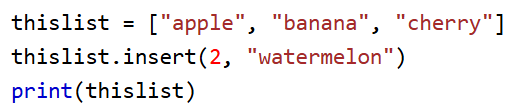 thislist = ["apple", "banana", "cherry"]
thislist.insert(2, "watermelon")
print(thislist)